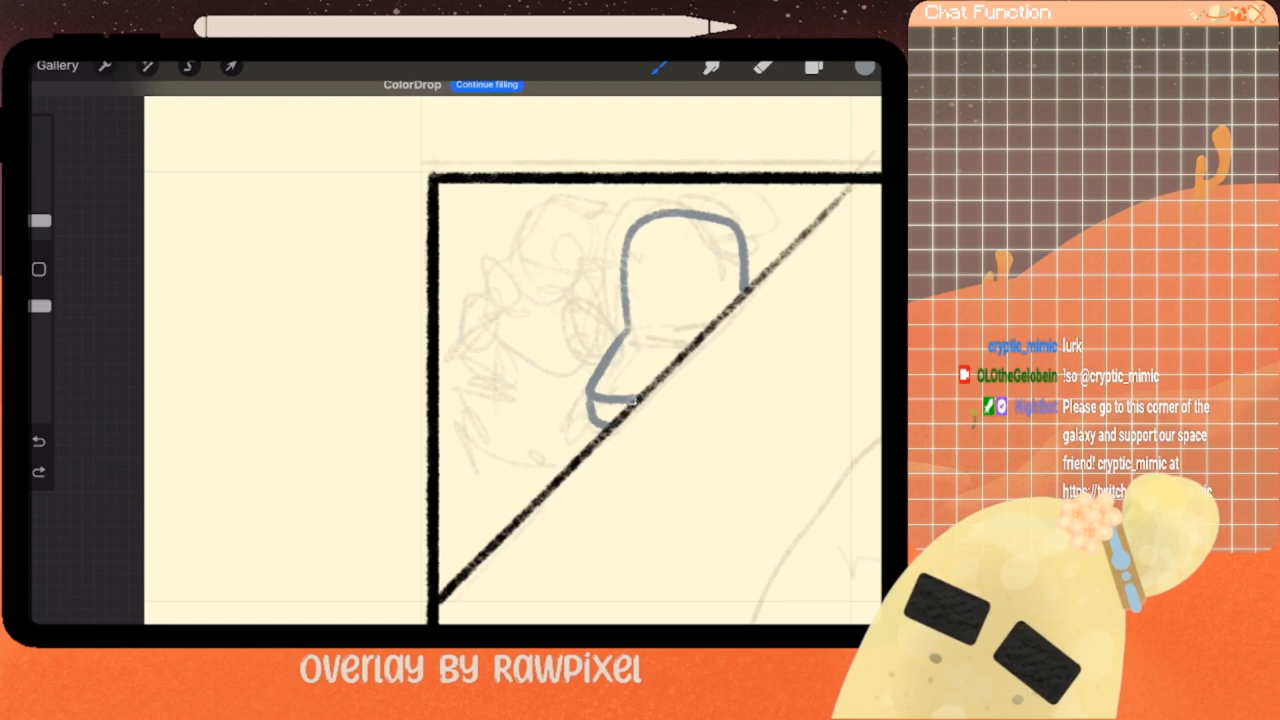 Chat Function
Gallery
ColorDrop Continue filling
cryptic_mimic lurk
OLOtheGelobein !so @cryptic_mimic
Nightbot Please go to this corner of the
galaxy and support our space
friend! cryptic_mimic at
OVERLAY BY RAWPIXEL